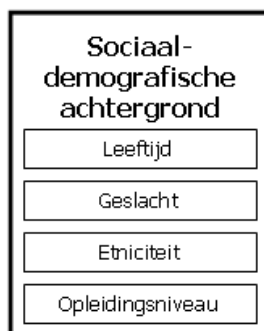 Sociaal-
demografische
achtergrond
Leeftijd
Geslacht
Etniciteit
Opleidingsniveau